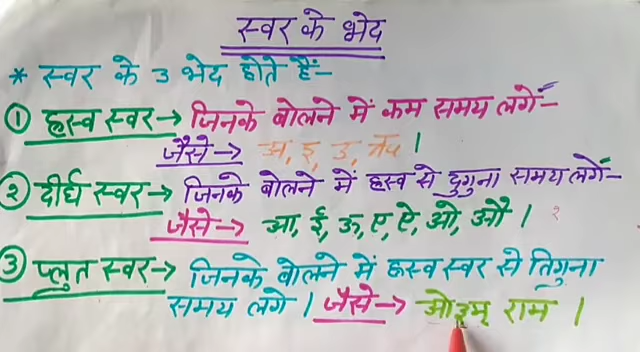 स्वर के भेद
* स्वर के 3 भेद होते हैं-
① ह्रस्व स्वर→ जिनके बोलने में कम समय लगे-
जैसे→ अ, इ, उ, ऋ।
② दीर्घ स्वर→ जिनके बोलने में ह्रस्व से दुगुना समय लगें-
जैसे→ आ, ई, ऊ, ए, ऐ, ओ, औ।
③ प्लुत स्वर→ जिनके बोलने में ह्रस्व स्वर से तिगुना
समय लगे। जैसे→ ओ३म् राम।